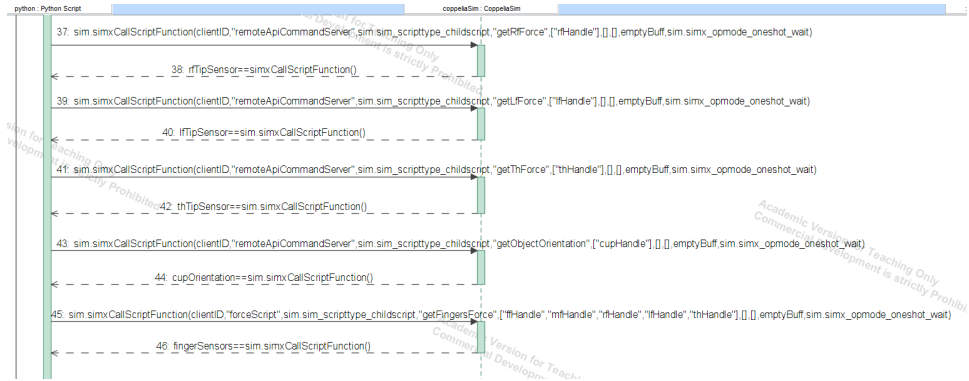 python : Python Script
coppeliaSim : CoppeliaSim
37: sim.simxCallScriptFunction(clientID,"remoteApiCommandServer",sim.sim_scripttype_childscript,"getRfForce",["rfHandle"],[],[],emptyBuff,sim.simx_opmode_oneshot_wait)
38: rfTipSensor==simxCallScriptFunction()
39: sim.simxCallScriptFunction(clientID,"remoteApiCommandServer",sim.sim_scripttype_childscript,"getLfForce",["lfHandle"],[],[],emptyBuff,sim.simx_opmode_oneshot_wait)
40: lfTipSensor==sim.simxCallScriptFunction()
41: sim.simxCallScriptFunction(clientID,"remoteApiCommandServer",sim.sim_scripttype_childscript,"getThForce",["thHandle"],[],[],emptyBuff,sim.simx_opmode_oneshot_wait)
42: thTipSensor==sim.simxCallScriptFunction()
43: sim.simxCallScriptFunction(clientID,"remoteApiCommandServer",sim.sim_scripttype_childscript,"getObjectOrientation",["cupHandle"],[],[],emptyBuff,sim.simx_opmode_oneshot_wait)
44: cupOrientation==sim.simxCallScriptFunction()
45: sim.simxCallScriptFunction(clientID,"forceScript",sim.sim_scripttype_childscript,"getFingersForce",["ffHandle","mfHandle","rfHandle","lfHandle","thHandle"],[],[],emptyBuff,sim.simx_opmode_oneshot_wait)
46: fingerSensors==sim.simxCallScriptFunction()
Academic Version for Teaching Only
Commercial Development is strictly Prohibited